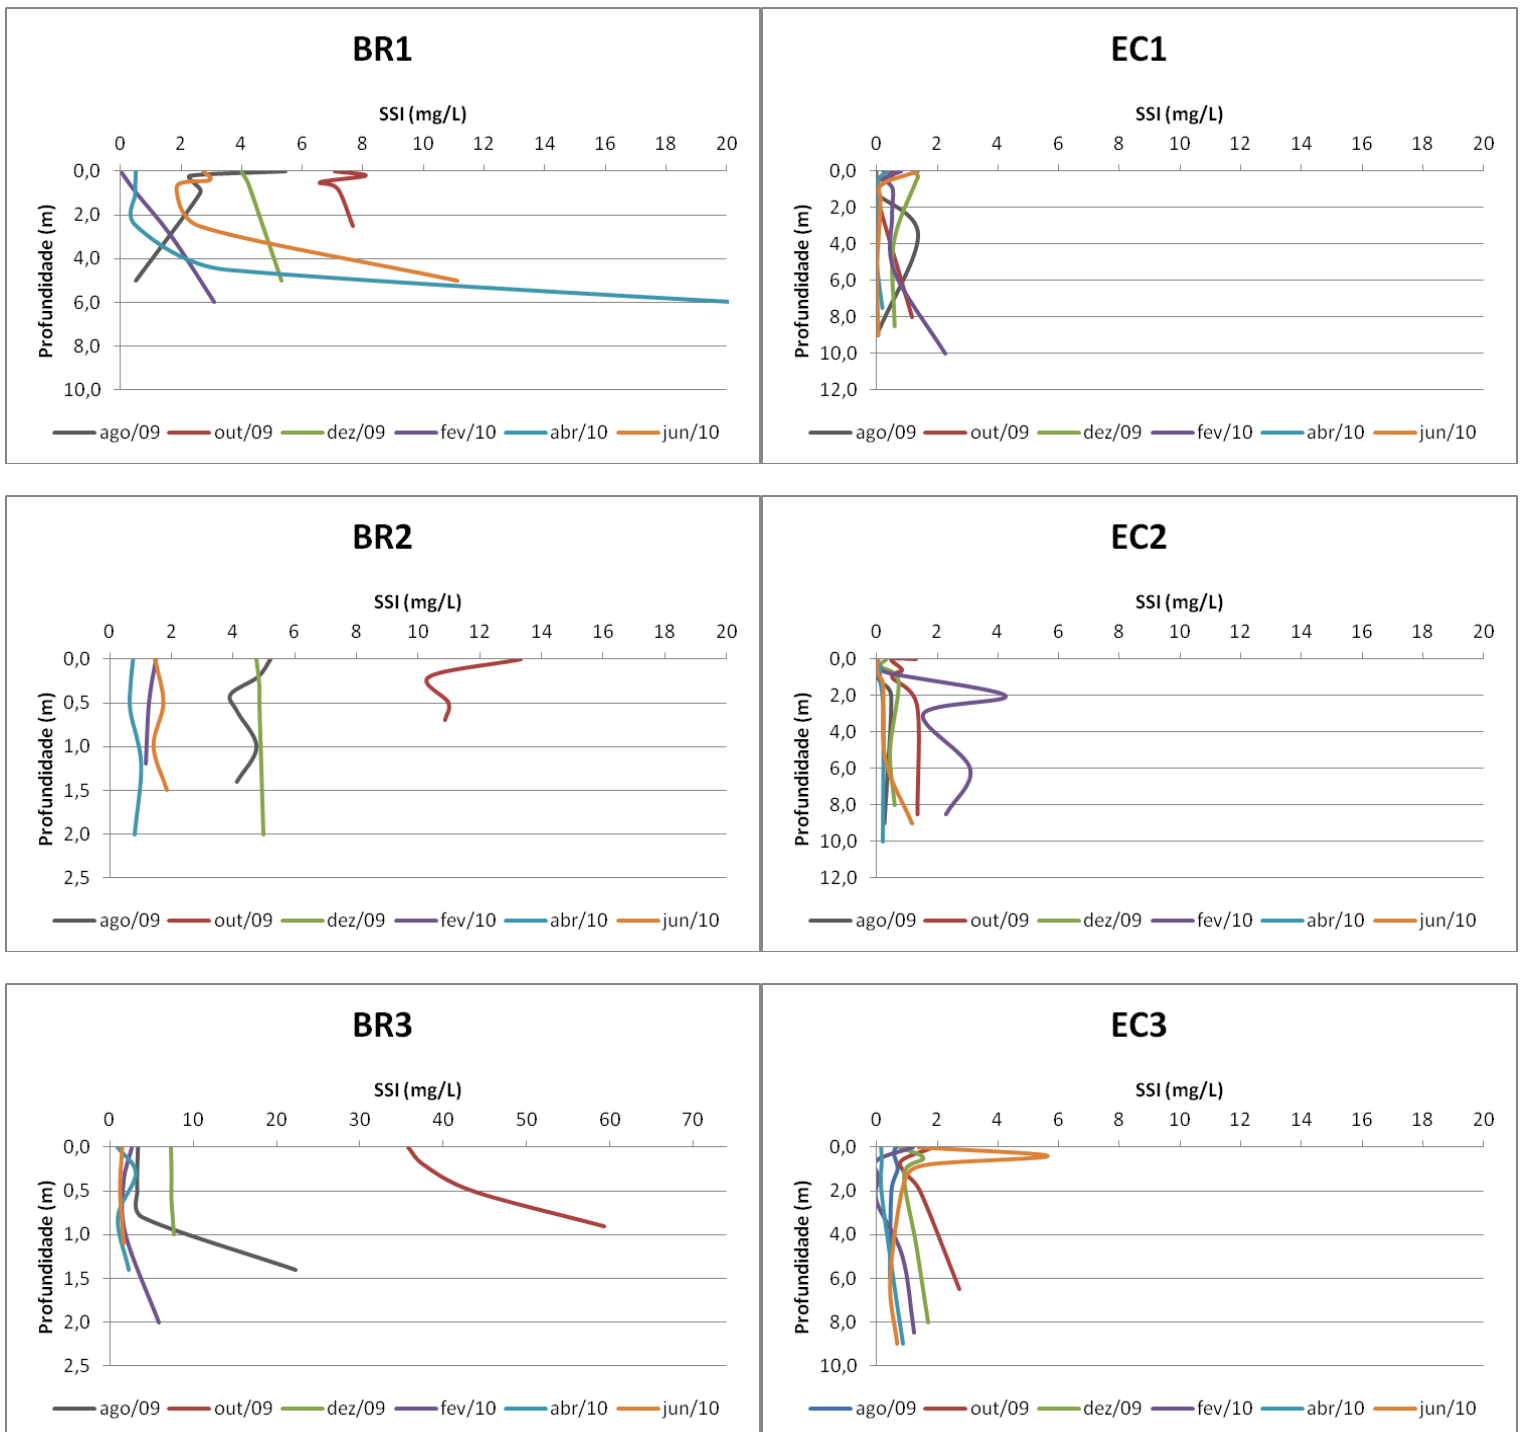 BR1
SSI (mg/L)
0 2 4 6 8 10 12 14 16 18 20
Profundidade (m)
0,0
2,0
4,0
6,0
8,0
10,0
ago/09 out/09 dez/09 fev/10 abr/10 jun/10
EC1
SSI (mg/L)
0 2 4 6 8 10 12 14 16 18 20
Profundidade (m)
0,0
2,0
4,0
6,0
8,0
10,0
12,0
ago/09 out/09 dez/09 fev/10 abr/10 jun/10
BR2
SSI (mg/L)
0 2 4 6 8 10 12 14 16 18 20
Profundidade (m)
0,0
0,5
1,0
1,5
2,0
2,5
ago/09 out/09 dez/09 fev/10 abr/10 jun/10
EC2
SSI (mg/L)
0 2 4 6 8 10 12 14 16 18 20
Profundidade (m)
0,0
2,0
4,0
6,0
8,0
10,0
12,0
ago/09 out/09 dez/09 fev/10 abr/10 jun/10
BR3
SSI (mg/L)
0 10 20 30 40 50 60 70
Profundidade (m)
0,0
0,5
1,0
1,5
2,0
2,5
ago/09 out/09 dez/09 fev/10 abr/10 jun/10
EC3
SSI (mg/L)
0 2 4 6 8 10 12 14 16 18 20
Profundidade (m)
0,0
2,0
4,0
6,0
8,0
10,0
ago/09 out/09 dez/09 fev/10 abr/10 jun/10